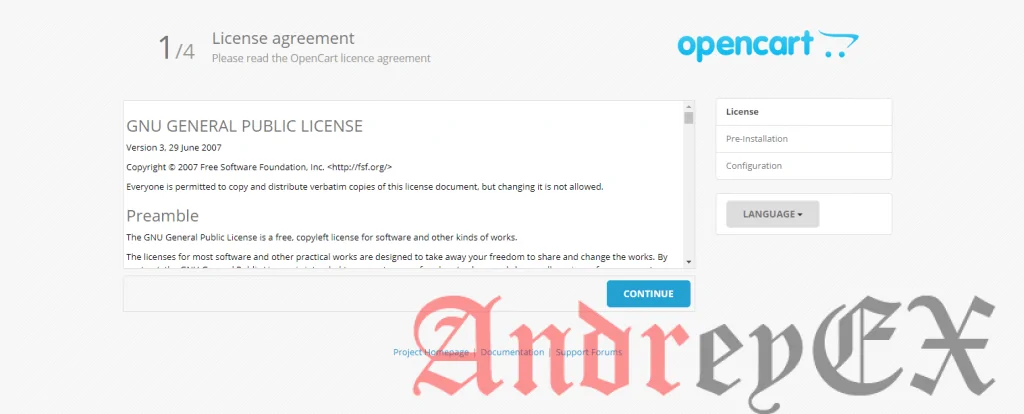 1/4
License agreement
Please read the OpenCart licence agreement
opencart
GNU GENERAL PUBLIC LICENSE
Version 3, 29 June 2007
Copyright © 2007 Free Software Foundation, Inc. <http://fsf.org/>
Everyone is permitted to copy and distribute verbatim copies of this license document, but changing it is not allowed.
Preamble
The GNU General Public License is a free, copyleft license for software and other kinds of works.
The licenses for most software and other practical works are designed to take away your freedom to share and change the works. By
CONTINUE
License
Pre-Installation
Configuration
LANGUAGE
Project Homepage | Documentation | Support Forums
AndreyEX